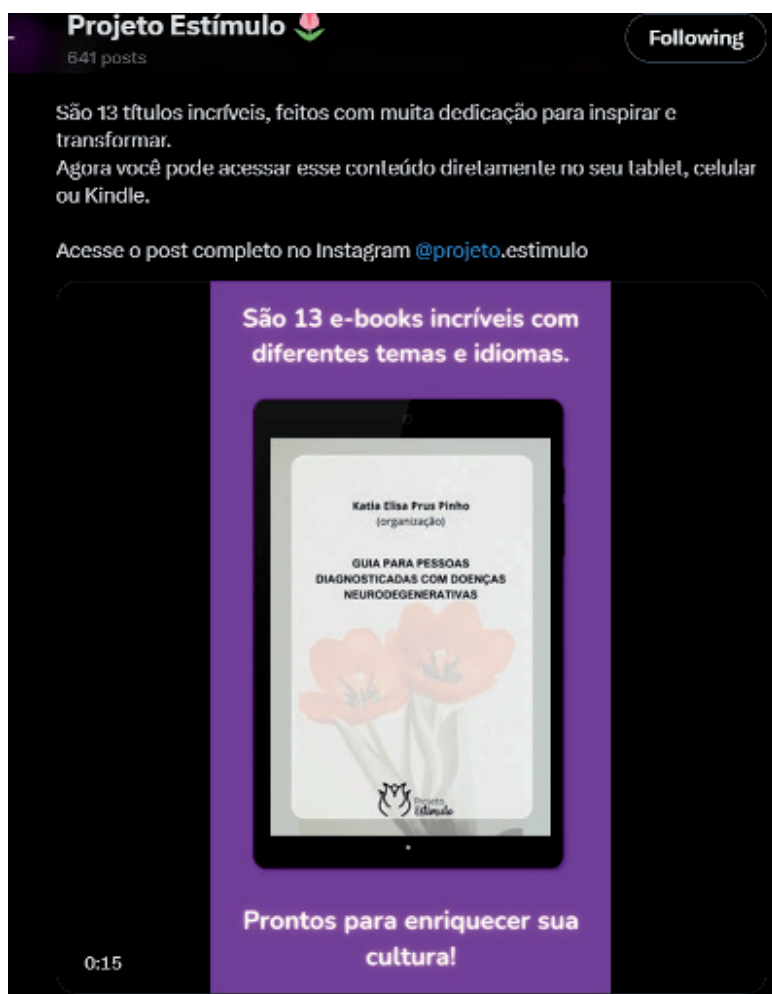 Projeto Estímulo 🌷
Following
641 posts
São 13 títulos incríveis, feitos com muita dedicação para inspirar e
transformar.
Agora você pode acessar esse conteúdo diretamente no seu tablet, celular
ou Kindle.
Acesse o post completo no Instagram @projeto.estimulo
São 13 e-books incríveis com
diferentes temas e idiomas.
Katia Elisa Prus Pinho
(organização)
GUIA PARA PESSOAS
DIAGNOSTICADAS COM DOENÇAS
NEURODEGENERATIVAS
Projeto
Estímulo
Prontos para enriquecer sua
cultura!
0:15